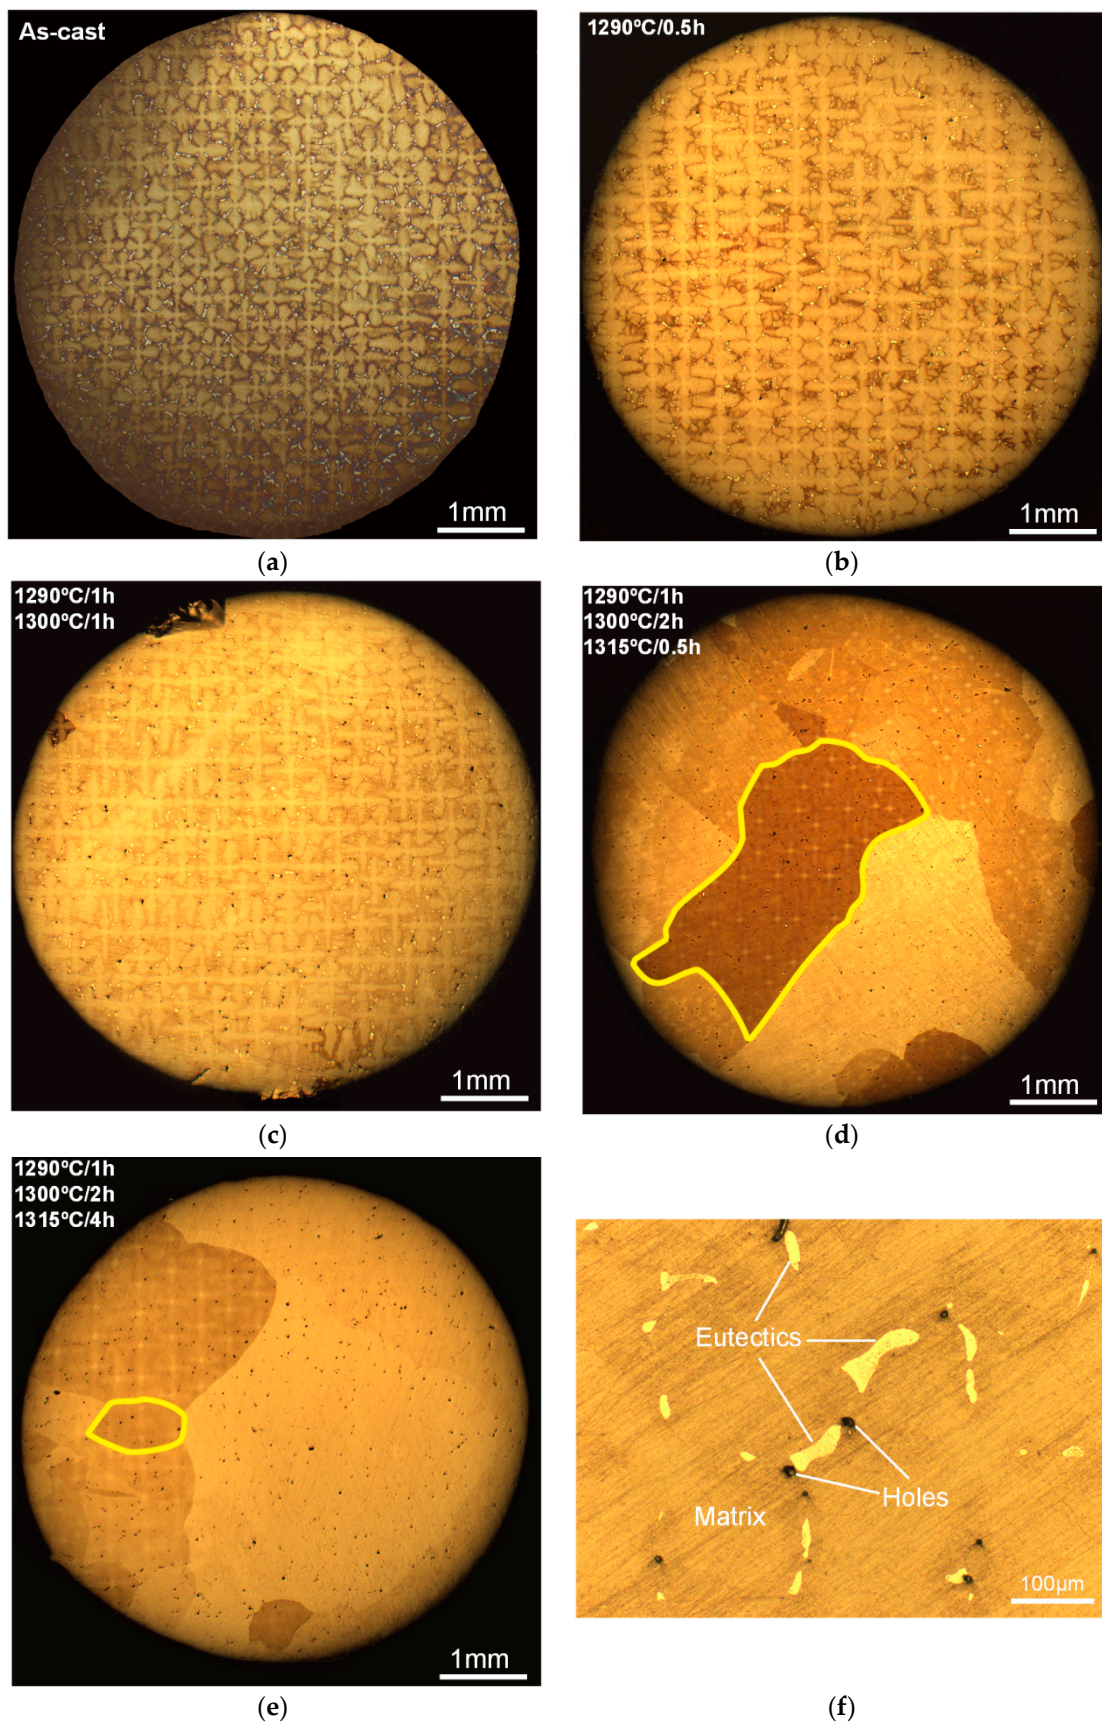 As-cast
1mm
(a)
1290ºC/0.5h
1mm
(b)
1290ºC/1h
1300ºC/1h
1mm
(c)
1290ºC/1h
1300ºC/2h
1315ºC/0.5h
1mm
(d)
1290ºC/1h
1300ºC/2h
1315ºC/4h
1mm
(e)
Eutectics
Holes
Matrix
100μm
(f)